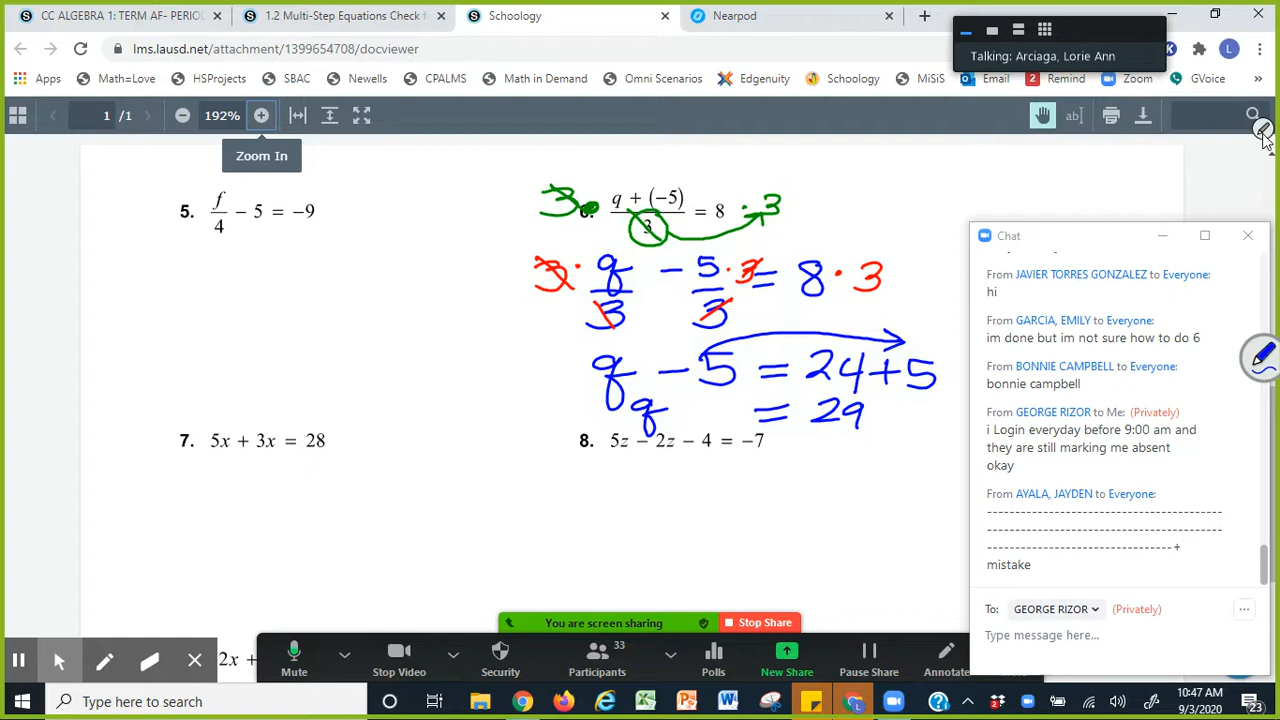 CC ALGEBRA 1: TERM AF- PERIO
1.2 Multi-Step Equations Check f
Schoology
Nearpod
lms.lausd.net/attachment/1399654708/docviewer
Talking: Arciaga, Lorie Ann
Apps
Math=Love
HSProjects
SBAC
Newells
CPALMS
Math in Demand
Omni Scenarios
Edgenuity
Schoology
MiSiS
Email
Remind
Zoom
GVoice
1 /1
192%
Zoom In
5. f/4 − 5 = −9
3 · (q + (−5))/3 = 8 · 3
3 · q/3 − 5/3 · 3 = 8 · 3
q − 5 = 24+5
q = 29
7. 5x + 3x = 28
8. 5z − 2z − 4 = −7
2x +
Chat
From JAVIER TORRES GONZALEZ to Everyone:
hi
From GARCIA, EMILY to Everyone:
im done but im not sure how to do 6
From BONNIE CAMPBELL to Everyone:
bonnie campbell
From GEORGE RIZOR to Me: (Privately)
i Login everyday before 9:00 am and
they are still marking me absent
okay
From AYALA, JAYDEN to Everyone:
------------------------------------------
------------------------------------------
---------------------------------+
mistake
To: GEORGE RIZOR (Privately)
Type message here...
You are screen sharing
Stop Share
Mute
Stop Video
Security
Participants
33
Polls
New Share
Pause Share
Annotate
Type here to search
10:47 AM
9/3/2020
23